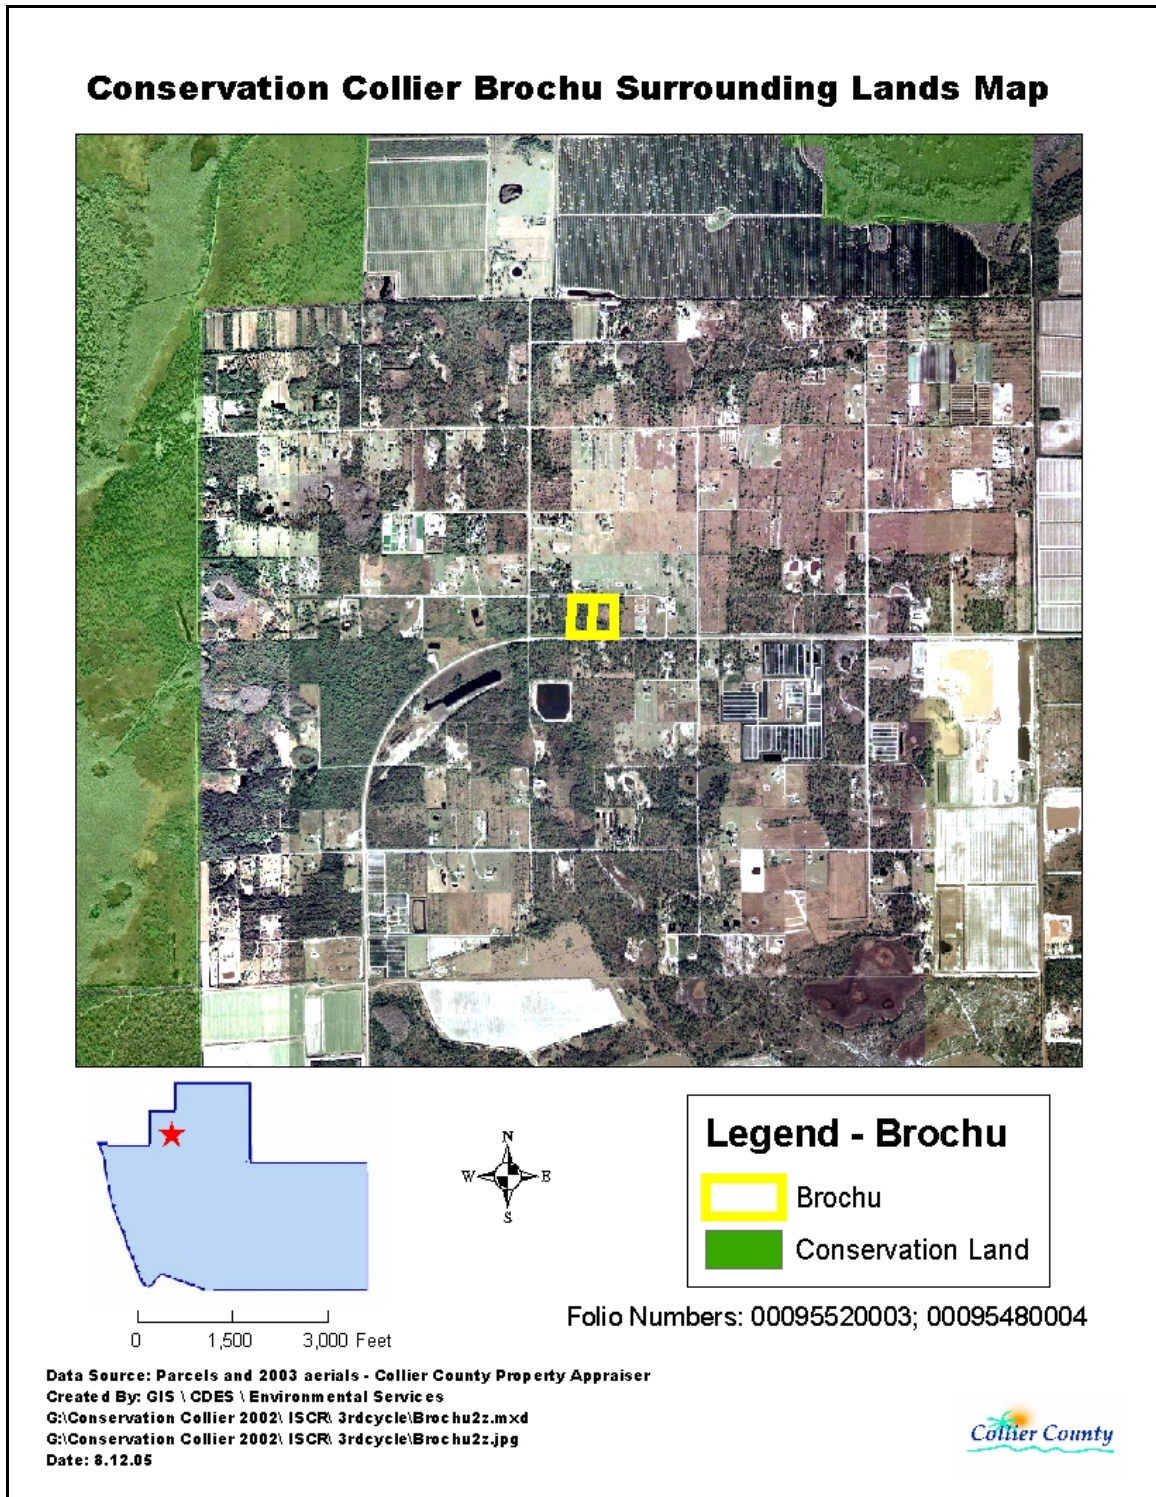 Conservation Collier Brochu Surrounding Lands Map
N
W E
S
Legend - Brochu
Brochu
Conservation Land
Folio Numbers: 00095520003; 00095480004
0 1,500 3,000 Feet
Data Source: Parcels and 2003 aerials - Collier County Property Appraiser
Created By: GIS \ CDES \ Environmental Services
G:\Conservation Collier 2002\ ISCR\ 3rdcycle\Brochu2z.mxd
G:\Conservation Collier 2002\ ISCR\ 3rdcycle\Brochu2z.jpg
Date: 8.12.05
Collier County